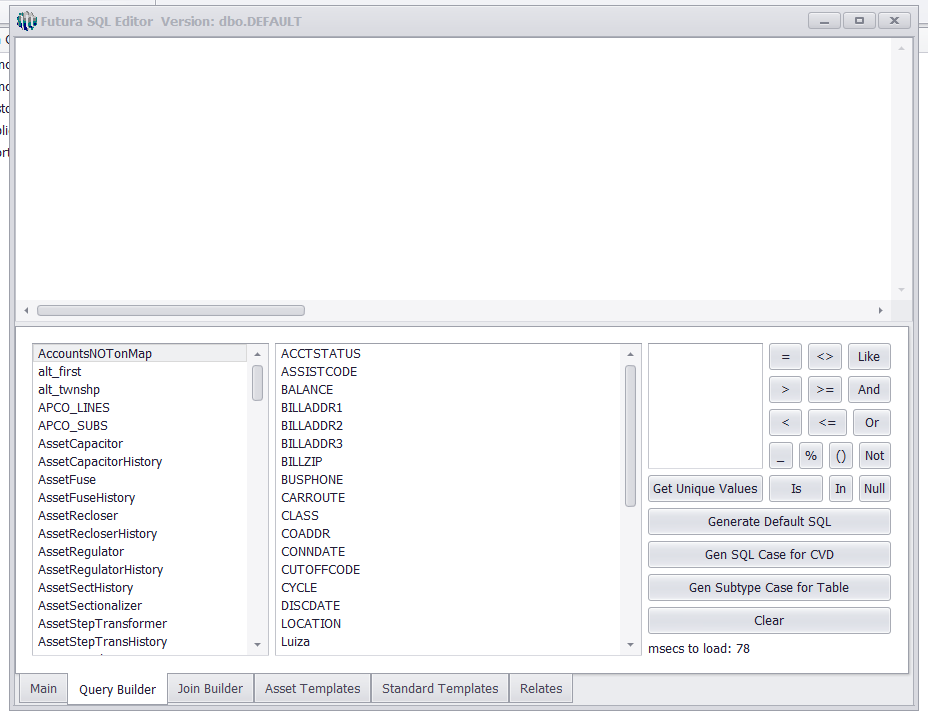 Futura SQL Editor Version: dbo.DEFAULT
AccountsNOTonMap
alt_first
alt_twnshp
APCO_LINES
APCO_SUBS
AssetCapacitor
AssetCapacitorHistory
AssetFuse
AssetFuseHistory
AssetRecloser
AssetRecloserHistory
AssetRegulator
AssetRegulatorHistory
AssetSectHistory
AssetSectionalizer
AssetStepTransformer
AssetStepTransHistory
ACCTSTATUS
ASSISTCODE
BALANCE
BILLADDR1
BILLADDR2
BILLADDR3
BILLZIP
BUSPHONE
CARROUTE
CLASS
COADDR
CONNDATE
CUTOFFCODE
CYCLE
DISCDATE
LOCATION
Luiza
= <> Like
> >= And
< <= Or
_ % () Not
Get Unique Values Is In Null
Generate Default SQL
Gen SQL Case for CVD
Gen Subtype Case for Table
Clear
msecs to load: 78
Main Query Builder Join Builder Asset Templates Standard Templates Relates